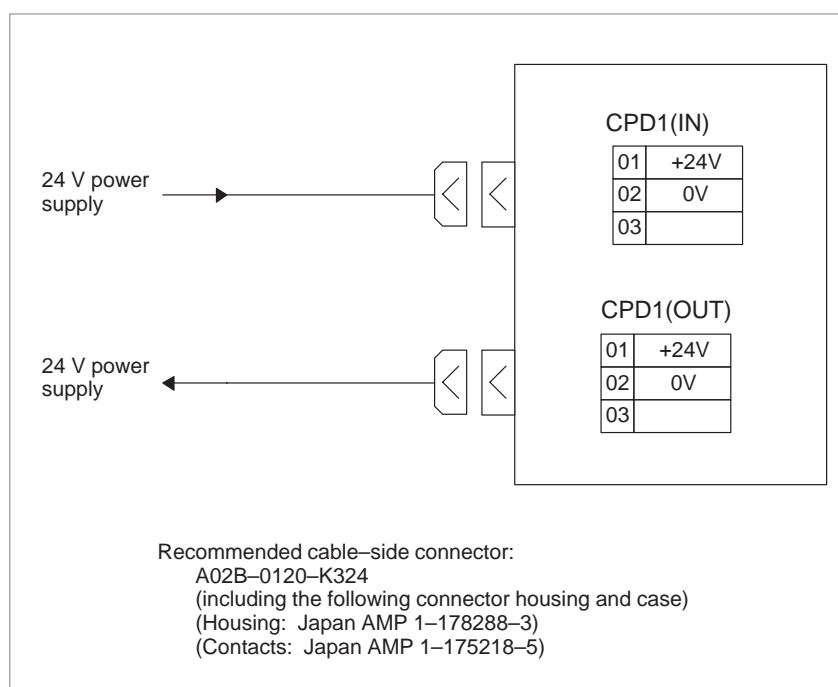 CPD1(IN)
01 +24V
02 0V
03
24 V power
supply
CPD1(OUT)
01 +24V
02 0V
03
24 V power
supply
Recommended cable–side connector:
A02B–0120–K324
(including the following connector housing and case)
(Housing: Japan AMP 1–178288–3)
(Contacts: Japan AMP 1–175218–5)